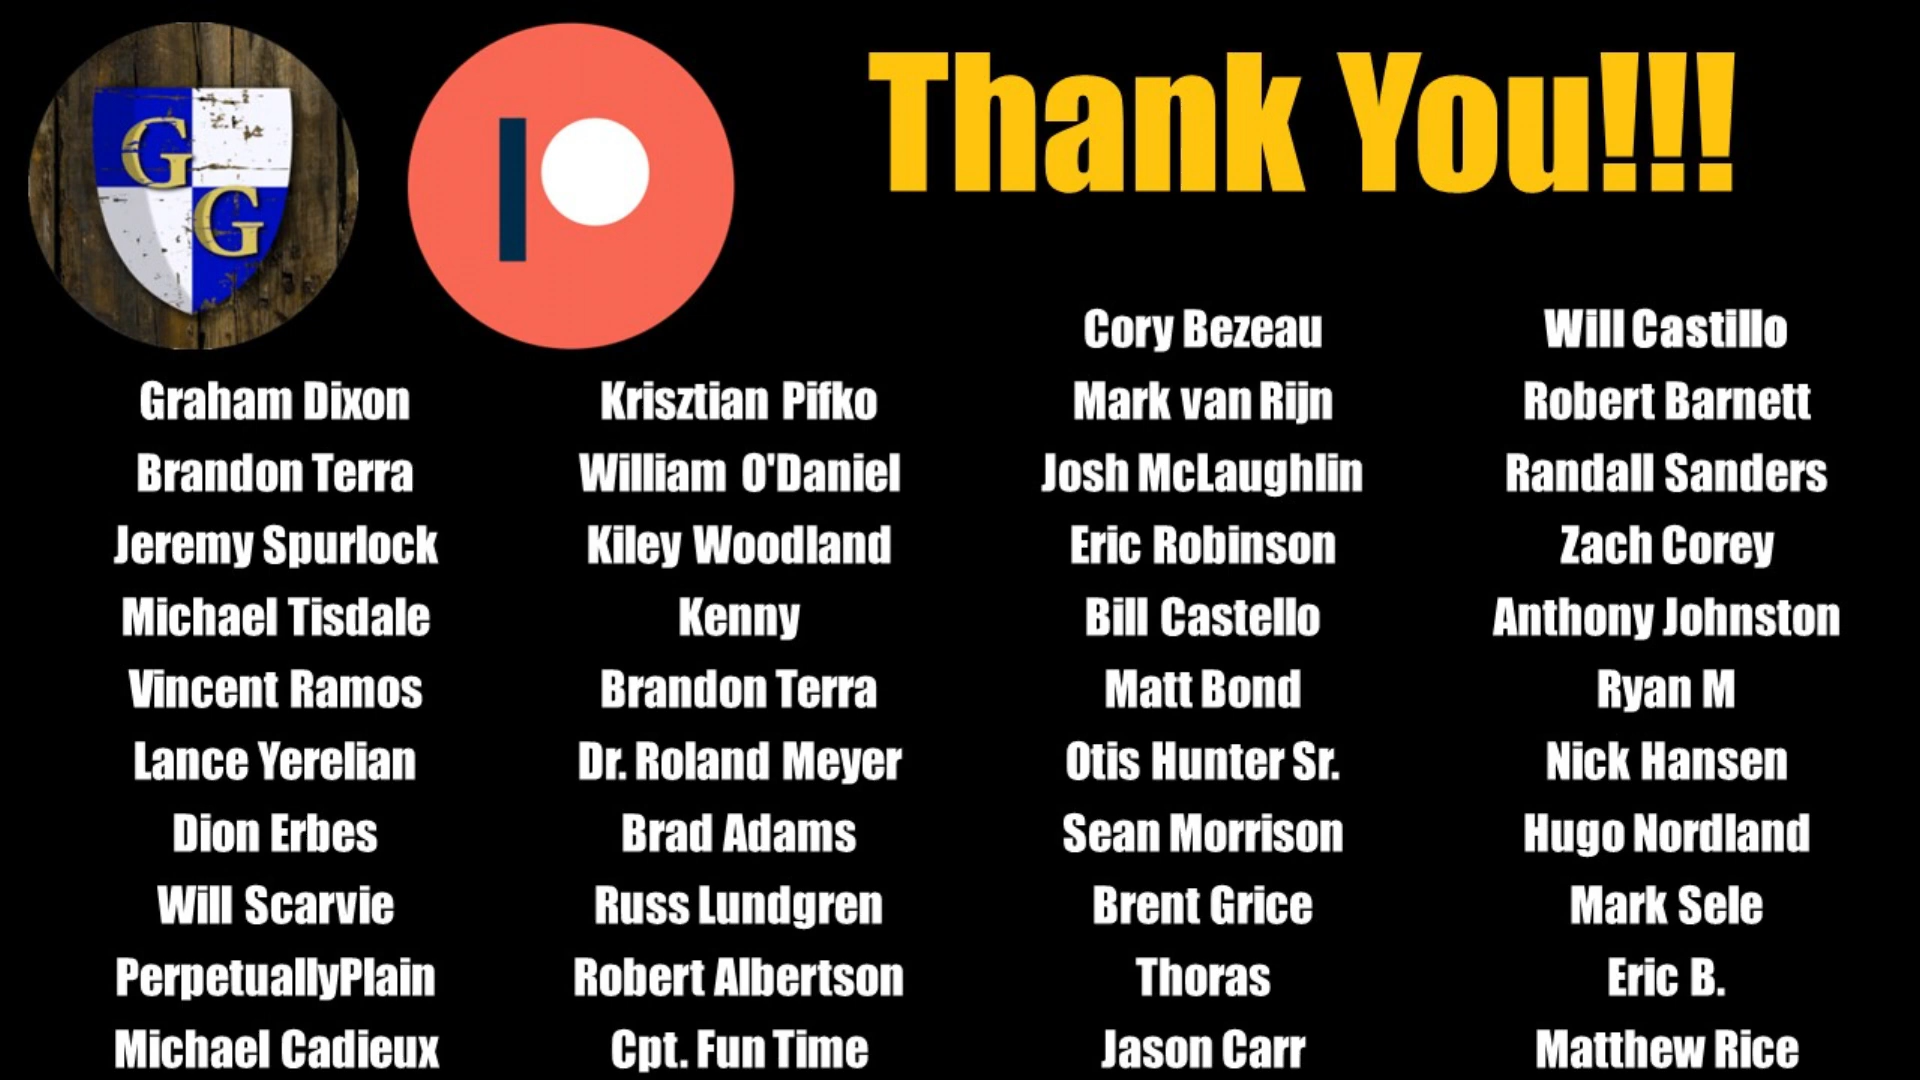 G
G
Thank You!!!
Graham Dixon
Brandon Terra
Jeremy Spurlock
Michael Tisdale
Vincent Ramos
Lance Yerelian
Dion Erbes
Will Scarvie
PerpetuallyPlain
Michael Cadieux
Krisztian Pifko
William O'Daniel
Kiley Woodland
Kenny
Brandon Terra
Dr. Roland Meyer
Brad Adams
Russ Lundgren
Robert Albertson
Cpt. Fun Time
Cory Bezeau
Mark van Rijn
Josh McLaughlin
Eric Robinson
Bill Castello
Matt Bond
Otis Hunter Sr.
Sean Morrison
Brent Grice
Thoras
Jason Carr
Will Castillo
Robert Barnett
Randall Sanders
Zach Corey
Anthony Johnston
Ryan M
Nick Hansen
Hugo Nordland
Mark Sele
Eric B.
Matthew Rice